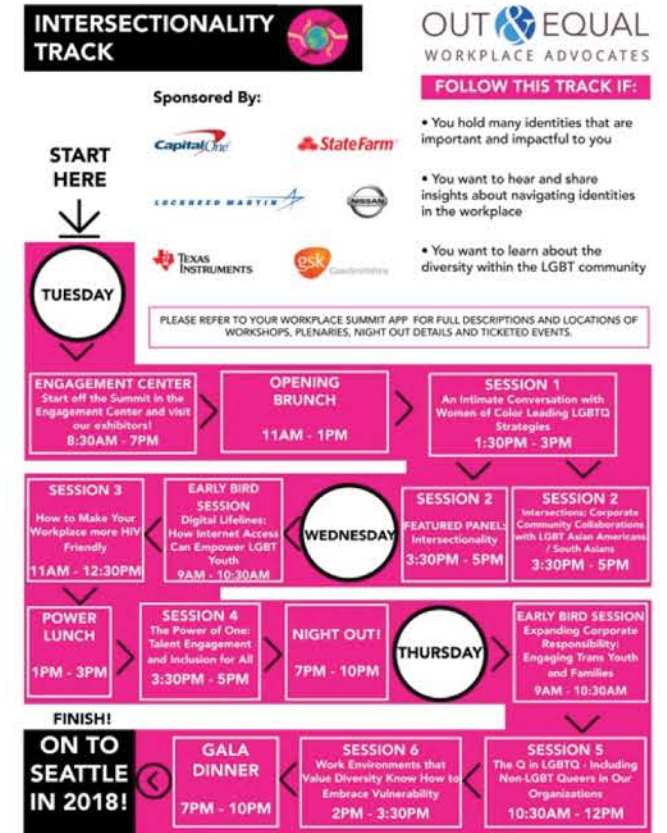 INTERSECTIONALITY
TRACK
OUT & EQUAL
WORKPLACE ADVOCATES
FOLLOW THIS TRACK IF:
• You hold many identities that are
important and impactful to you
• You want to hear and share
insights about navigating identities
in the workplace
• You want to learn about the
diversity within the LGBT community
Sponsored By:
Capital One
State Farm
LOCKHEED MARTIN
NISSAN
TEXAS
INSTRUMENTS
gsk
GlaxoSmithKline
START
HERE
TUESDAY
PLEASE REFER TO YOUR WORKPLACE SUMMIT APP FOR FULL DESCRIPTIONS AND LOCATIONS OF
WORKSHOPS, PLENARIES, NIGHT OUT DETAILS AND TICKETED EVENTS.
ENGAGEMENT CENTER
Start off the Summit in the
Engagement Center and visit
our exhibitors!
8:30AM - 7PM
OPENING
BRUNCH
11AM - 1PM
SESSION 1
An Intimate Conversation with
Women of Color Leading LGBTQ
Strategies
1:30PM - 3PM
SESSION 2
FEATURED PANEL:
Intersectionality
3:30PM - 5PM
SESSION 2
Intersections: Corporate
Community Collaborations
with LGBT Asian Americans
/ South Asians
3:30PM - 5PM
WEDNESDAY
EARLY BIRD
SESSION
Digital Lifelines:
How Internet Access
Can Empower LGBT
Youth
9AM - 10:30AM
SESSION 3
How to Make Your
Workplace more HIV
Friendly
11AM - 12:30PM
POWER
LUNCH
1PM - 3PM
SESSION 4
The Power of One:
Talent Engagement
and Inclusion for All
3:30PM - 5PM
NIGHT OUT!
7PM - 10PM
THURSDAY
EARLY BIRD SESSION
Expanding Corporate
Responsibility:
Engaging Trans Youth
and Families
9AM - 10:30AM
SESSION 5
The Q in LGBTQ - Including
Non-LGBT Queers in Our
Organizations
10:30AM - 12PM
SESSION 6
Work Environments that
Value Diversity Know How to
Embrace Vulnerability
2PM - 3:30PM
GALA
DINNER
7PM - 10PM
FINISH!
ON TO
SEATTLE
IN 2018!